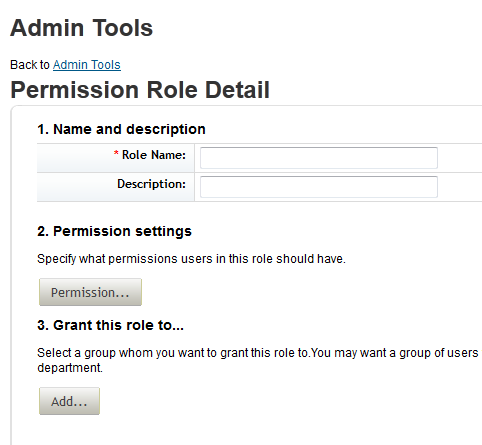 Admin Tools
Back to Admin Tools
Permission Role Detail
1. Name and description
* Role Name:
Description:
2. Permission settings
Specify what permissions users in this role should have.
Permission...
3. Grant this role to...
Select a group whom you want to grant this role to.You may want a group of users
department.
Add...